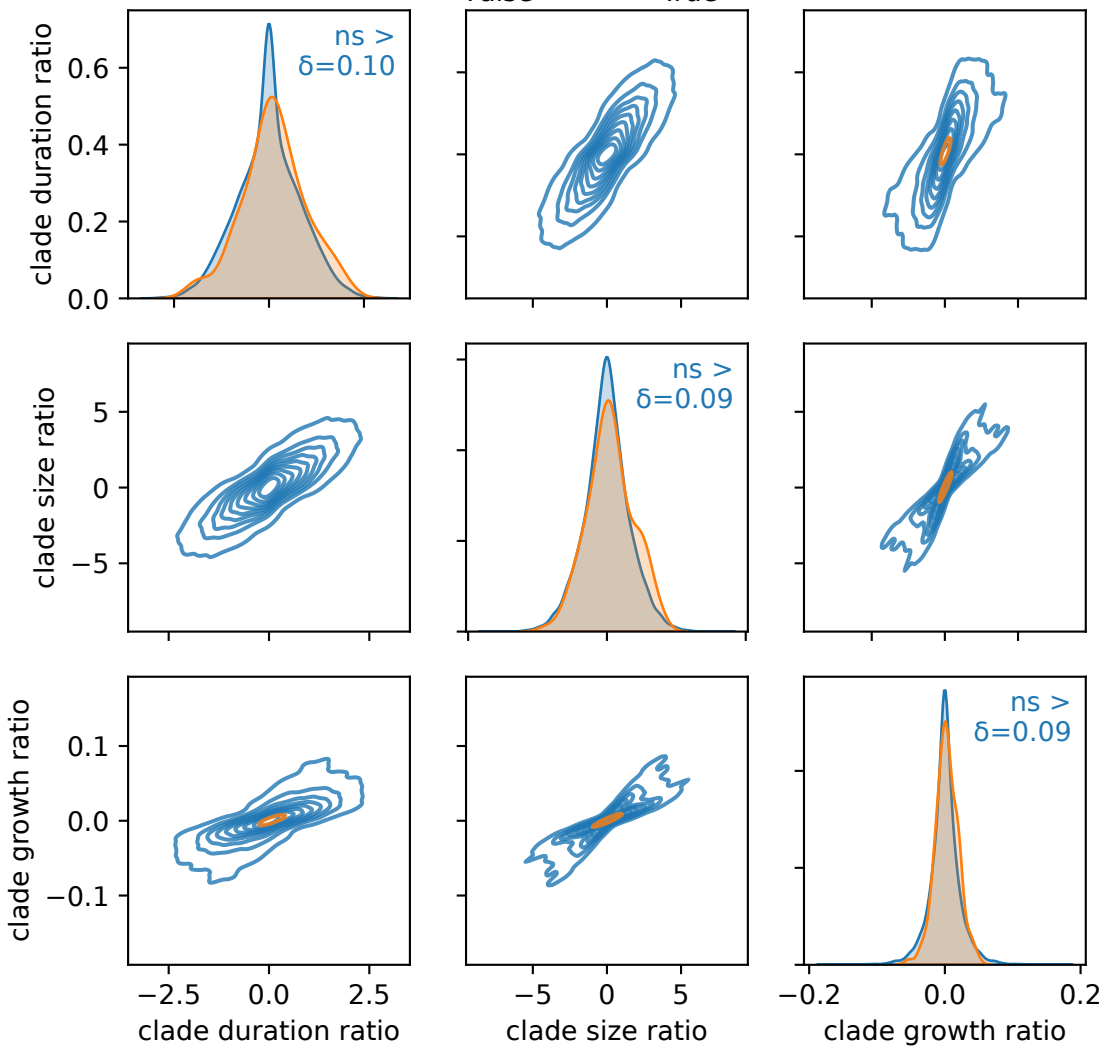 clade duration ratio
0.6
0.4
0.2
0.0
ns >
δ=0.10
clade size ratio
5
0
−5
ns >
δ=0.09
clade growth ratio
0.1
0.0
−0.1
ns >
δ=0.09
−2.5 0.0 2.5
−5 0 5
−0.2 0.0 0.2
clade duration ratio
clade size ratio
clade growth ratio